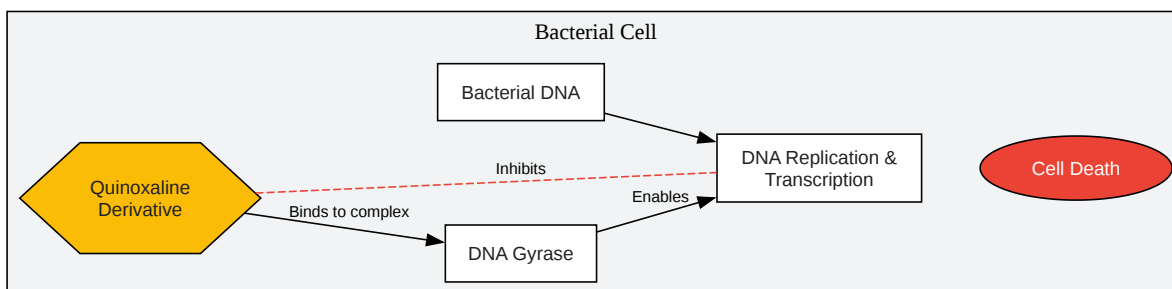 Bacterial Cell
Bacterial DNA
Quinoxaline
Derivative
Inhibits
DNA Replication &
Transcription
Cell Death
Binds to complex
Enables
DNA Gyrase